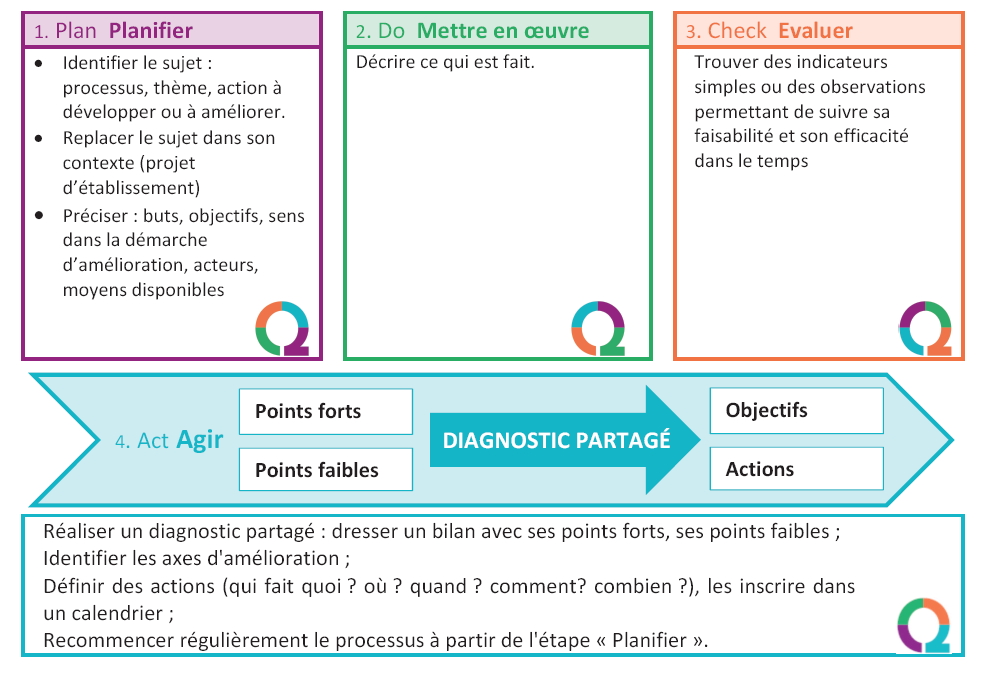 1. Plan Planifier
• Identifier le sujet :
processus, thème, action à
développer ou à améliorer.
• Replacer le sujet dans son
contexte (projet
d’établissement)
• Préciser : buts, objectifs, sens
dans la démarche
d’amélioration, acteurs,
moyens disponibles
2. Do Mettre en œuvre
Décrire ce qui est fait.
3. Check Evaluer
Trouver des indicateurs
simples ou des observations
permettant de suivre sa
faisabilité et son efficacité
dans le temps
4. Act Agir
Points forts
Points faibles
DIAGNOSTIC PARTAGÉ
Objectifs
Actions
Réaliser un diagnostic partagé : dresser un bilan avec ses points forts, ses points faibles ;
Identifier les axes d'amélioration ;
Définir des actions (qui fait quoi ? où ? quand ? comment? combien ?), les inscrire dans
un calendrier ;
Recommencer régulièrement le processus à partir de l'étape « Planifier ».